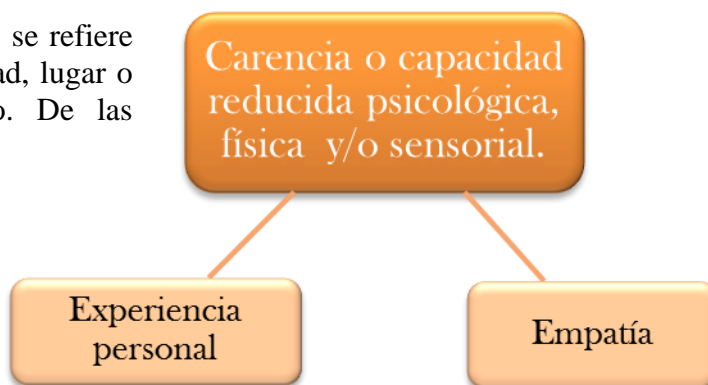 se refiere
ad, lugar o
o. De las
Carencia o capacidad
reducida psicológica,
física y/o sensorial.
Experiencia
personal
Empatía